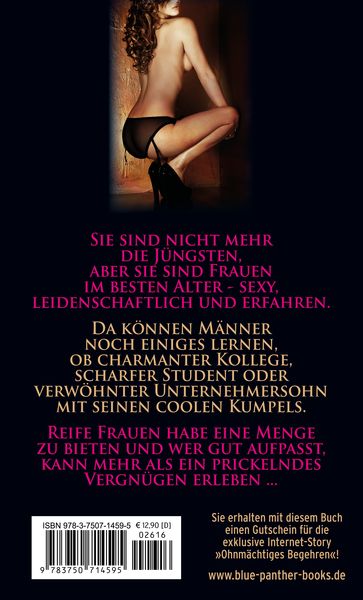 SIE SIND NICHT MEHR
DIE JÜNGSTEN,
ABER SIE SIND FRAUEN
IM BESTEN ALTER - SEXY,
LEIDENSCHAFTLICH UND ERFAHREN.
DA KÖNNEN MÄNNER
NOCH EINIGES LERNEN,
OB CHARMANTER KOLLEGE,
SCHARFER STUDENT ODER
VERWÖHNTER UNTERNEHMERSOHN
MIT SEINEN COOLEN KUMPELS.
REIFE FRAUEN HABE EINE MENGE
ZU BIETEN UND WER GUT AUFPASST,
KANN MEHR ALS EIN PRICKELNDES
VERGNÜGEN ERLEBEN ...
ISBN 978-3-7507-1459-5 € 12,90 [D]
02616
9 783750 714595
Sie erhalten mit diesem Buch
einen Gutschein für die
exklusive Internet-Story
»Ohnmächtiges Begehren«!
www.blue-panther-books.de